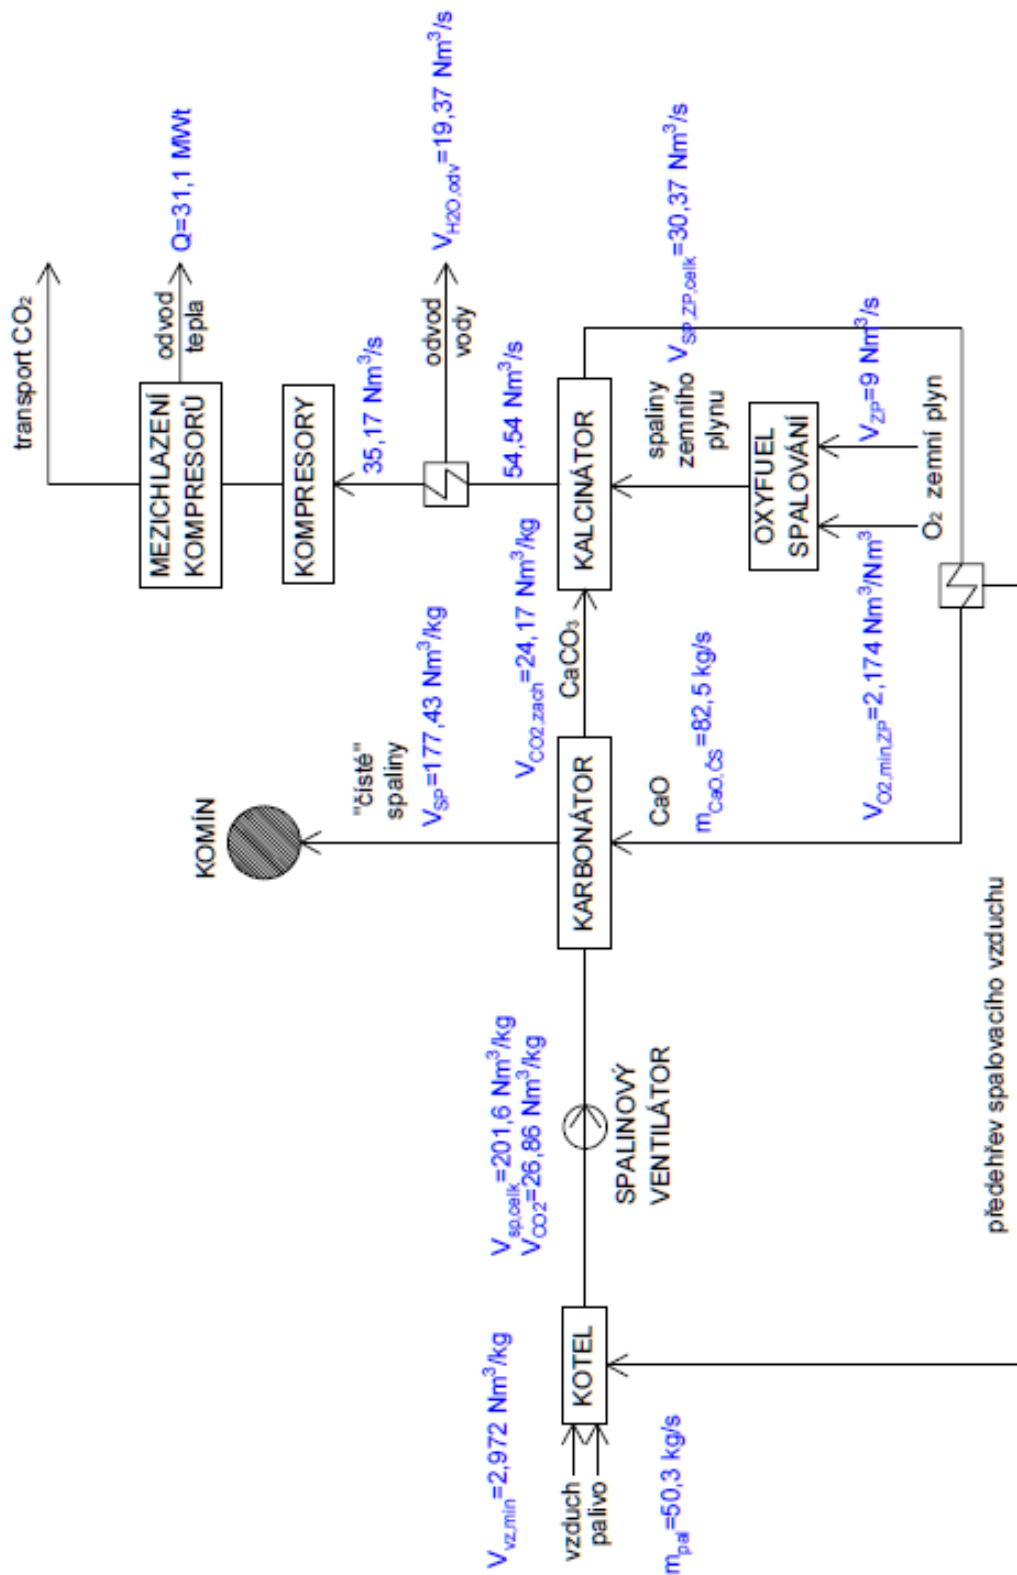 V_vz,min=2,972 Nm³/kg
vzduch
palivo
m_pal=50,3 kg/s
KOTEL
V_sp,celk=201,6 Nm³/kg
V_CO2=26,86 Nm³/kg
SPALINOVÝ
VENTILÁTOR
předehřev spalovacího vzduchu
KOMÍN
"čísté"
spaliny
V_SP=177,43 Nm³/kg
KARBONÁTOR
CaO
m_CaO,ČS=82,5 kg/s
V_CO2,zach=24,17 Nm³/kg
CaCO₃
V_O2,min,ZP=2,174 Nm³/Nm³
transport CO₂
MEZICHLAZENÍ
KOMPRESORŮ
odvod
tepla
Q=31,1 MWt
KOMPRESORY
35,17 Nm³/s
odvod
vody
V_H2O,odv=19,37 Nm³/s
54,54 Nm³/s
KALCINÁTOR
spaliny
zemního
plynu
V_SP,ZP,celk=30,37 Nm³/s
OXYFUEL
SPALOVÁNÍ
V_ZP=9 Nm³/s
O₂ zemní plyn